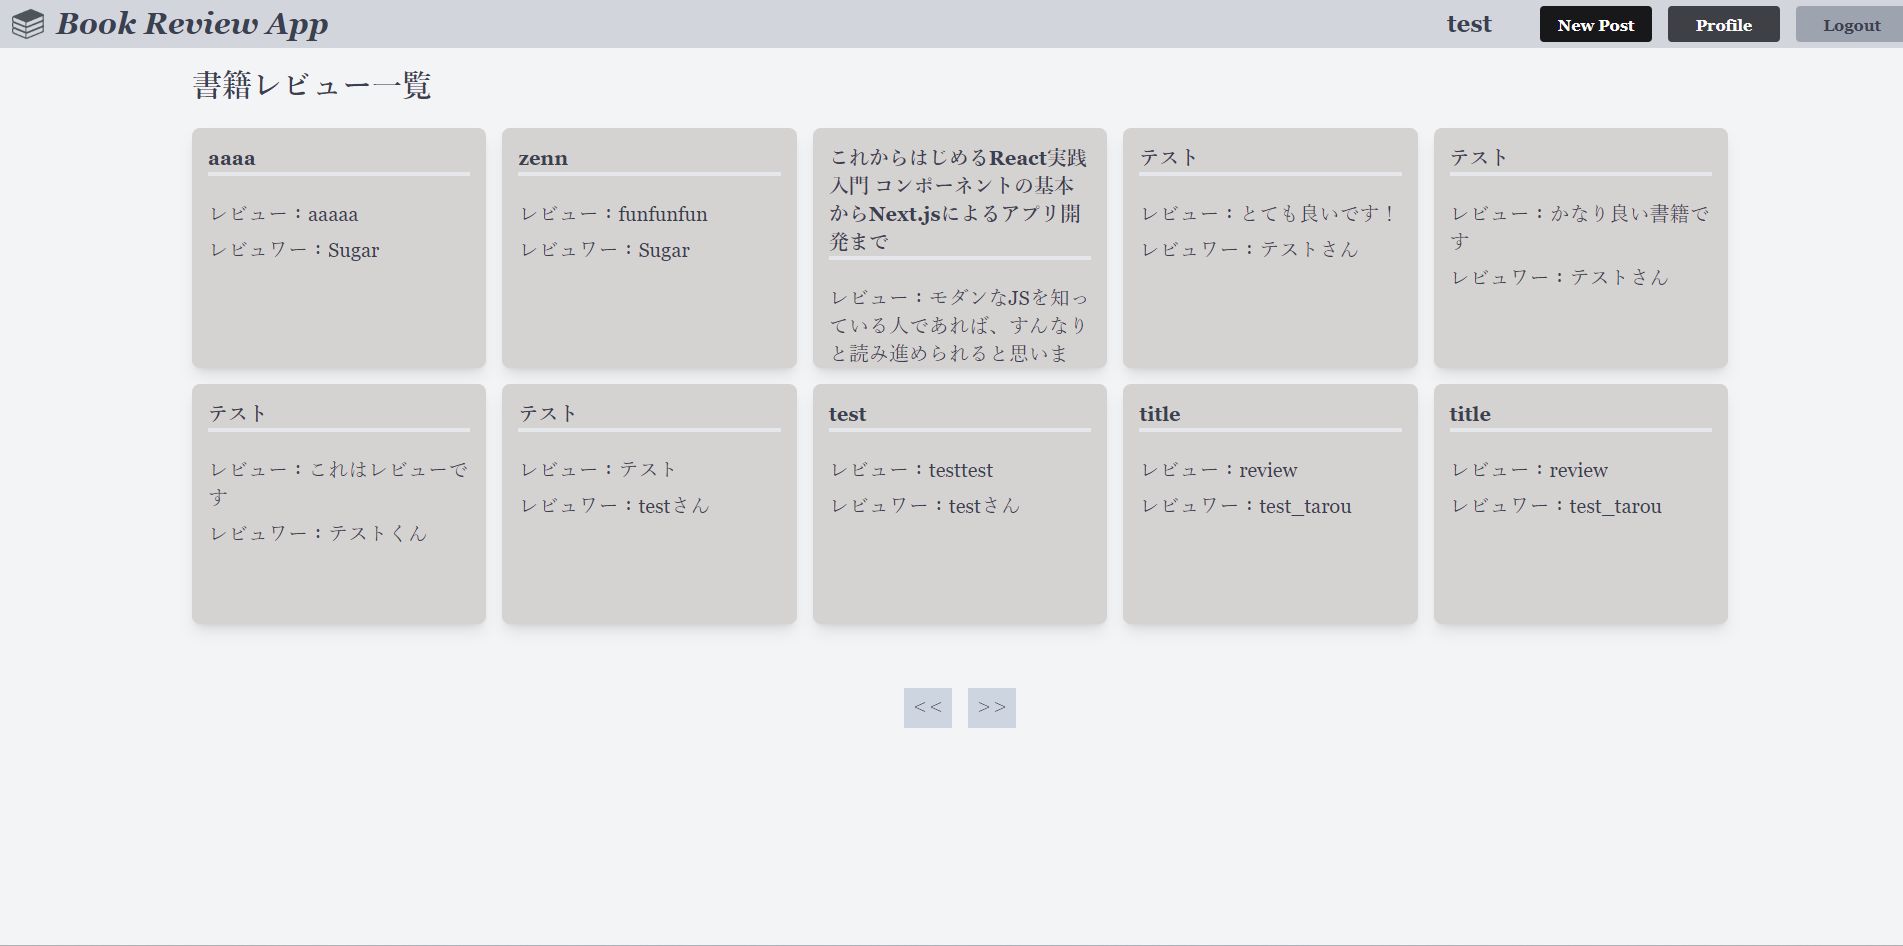 Book Review App
test
New Post
Profile
Logout
書籍レビュー一覧
aaaa
レビュー：aaaaa
レビュワー：Sugar
zenn
レビュー：funfunfun
レビュワー：Sugar
これからはじめるReact実践
入門 コンポーネントの基本
からNext.jsによるアプリ開
発まで
レビュー：モダンなJSを知っ
ている人であれば、すんなり
と読み進められると思いま
テスト
レビュー：とても良いです！
レビュワー：テストさん
テスト
レビュー：かなり良い書籍で
す
レビュワー：テストさん
テスト
レビュー：これはレビューで
す
レビュワー：テストくん
テスト
レビュー：テスト
レビュワー：testさん
test
レビュー：testtest
レビュワー：testさん
title
レビュー：review
レビュワー：test_tarou
title
レビュー：review
レビュワー：test_tarou
<<
>>